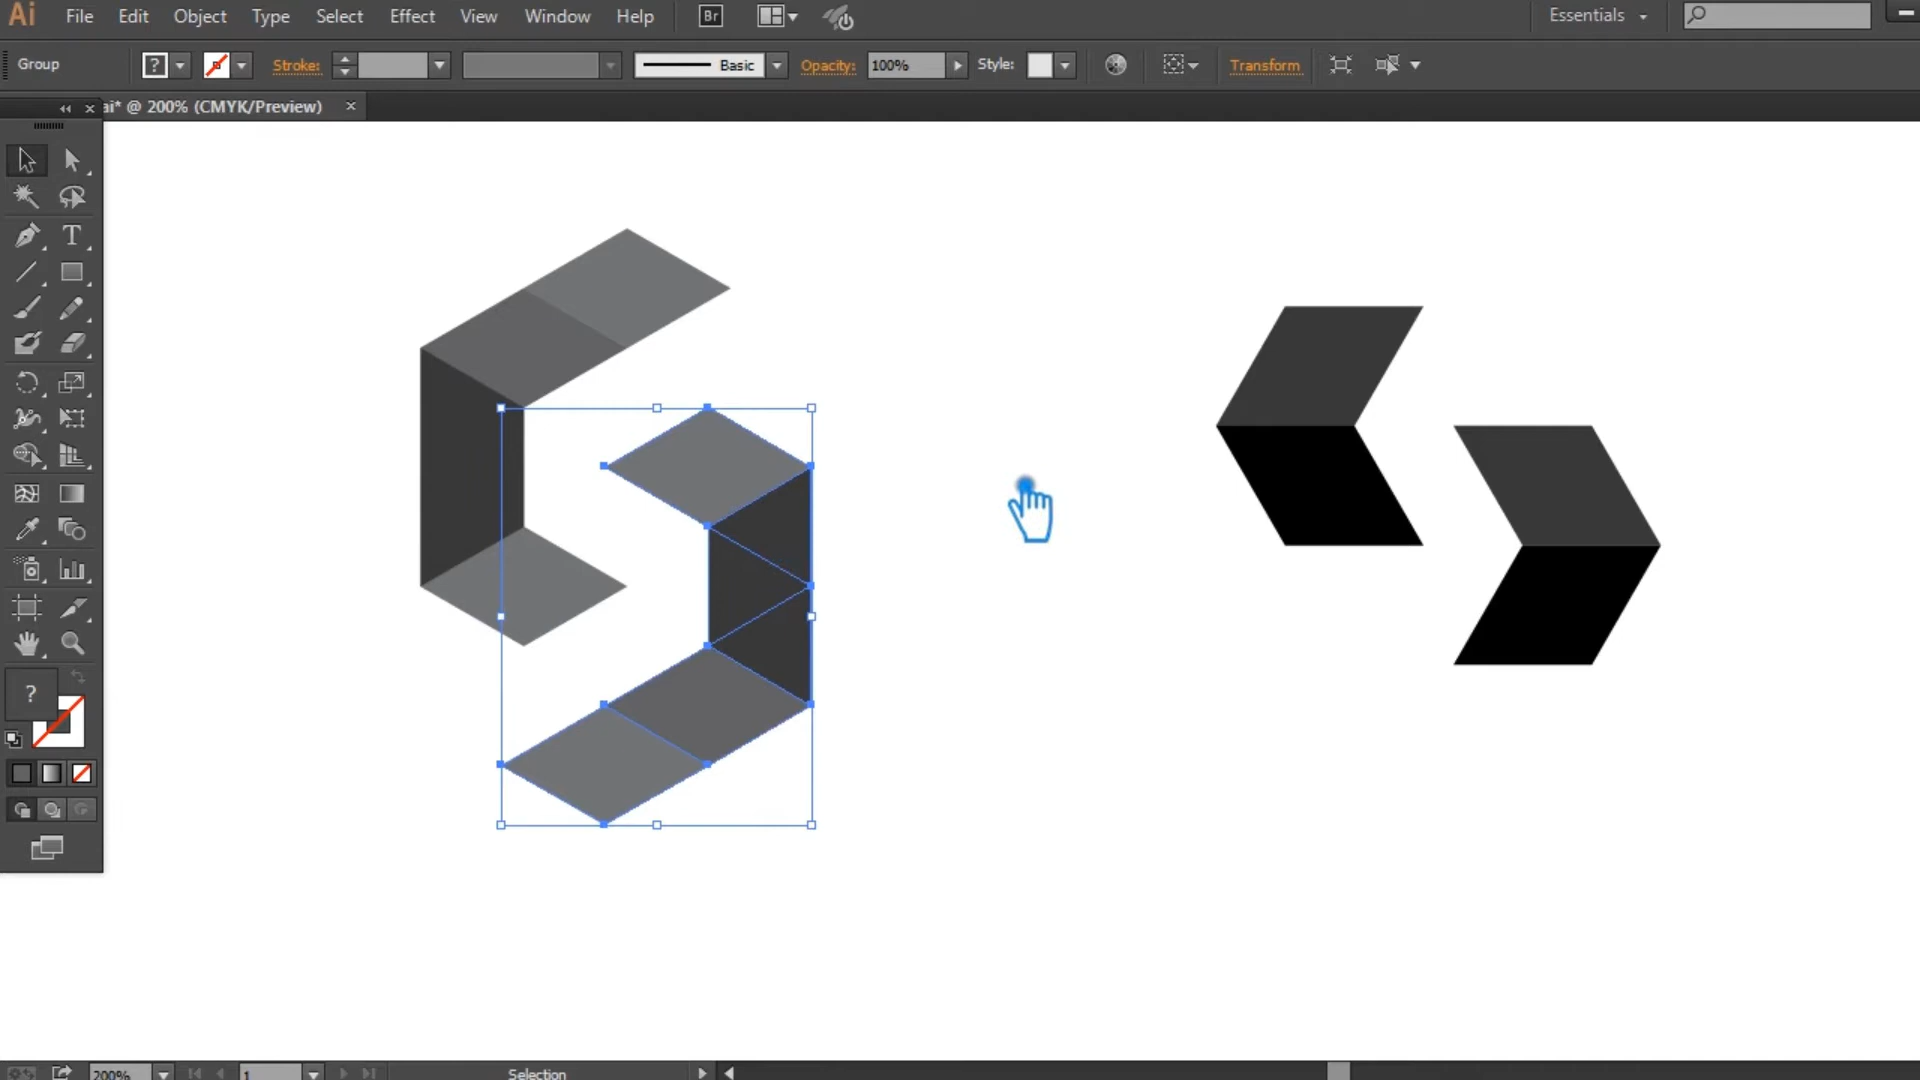 Ai File Edit Object Type Select Effect View Window Help Br Essentials
Group ? Stroke: Basic Opacity: 100% Style: Transform
ai* @ 200% (CMYK/Preview)
T
?
200% 1 Selection